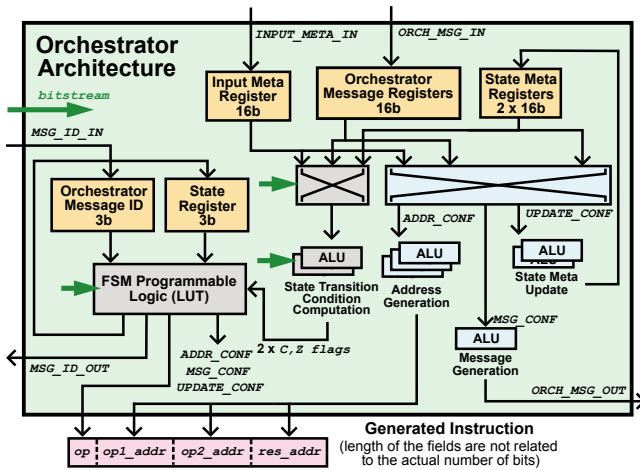 Orchestrator
Architecture
INPUT_META_IN
ORCH_MSG_IN
bitstream
MSG_ID_IN
Input Meta
Register
16b
Orchestrator
Message Registers
16b
State Meta
Registers
2 x 16b
Orchestrator
Message ID
3b
State
Register
3b
ADDR_CONF
UPDATE_CONF
ALU
ALU
ALU
State Transition
Condition
Computation
Address
Generation
State Meta
Update
FSM Programmable
Logic (LUT)
MSG_CONF
ALU
Message
Generation
2 x C,Z flags
MSG_ID_OUT
ADDR_CONF
MSG_CONF
UPDATE_CONF
ORCH_MSG_OUT
op
op1_addr
op2_addr
res_addr
Generated Instruction
(length of the fields are not related
to the actual number of bits)